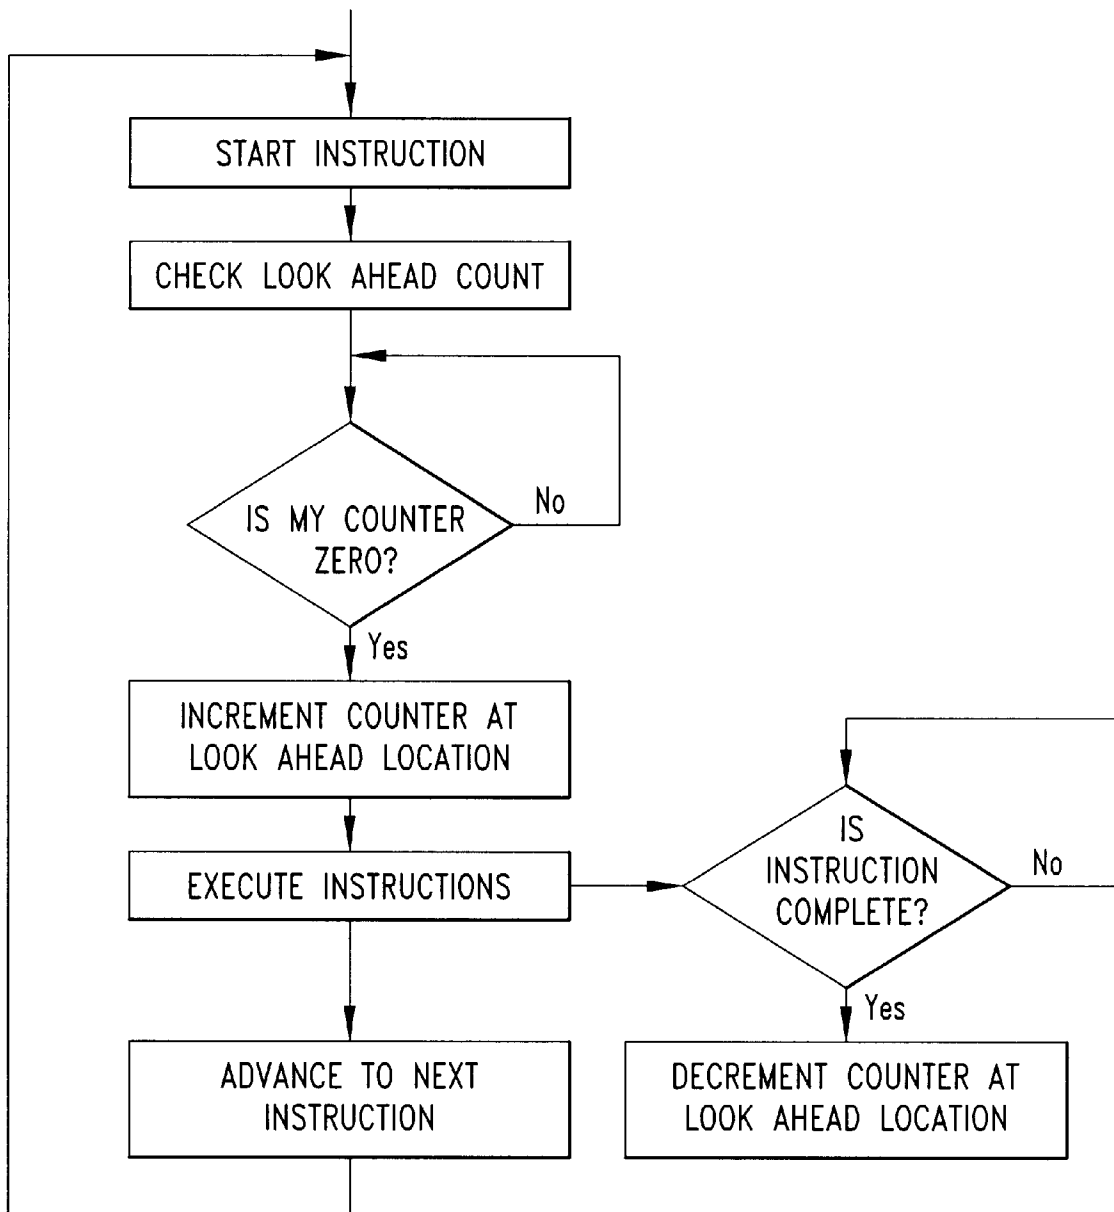 START INSTRUCTION
CHECK LOOK AHEAD COUNT
IS MY COUNTER
ZERO?
No
Yes
INCREMENT COUNTER AT
LOOK AHEAD LOCATION
EXECUTE INSTRUCTIONS
IS
INSTRUCTION
COMPLETE?
No
Yes
ADVANCE TO NEXT
INSTRUCTION
DECREMENT COUNTER AT
LOOK AHEAD LOCATION